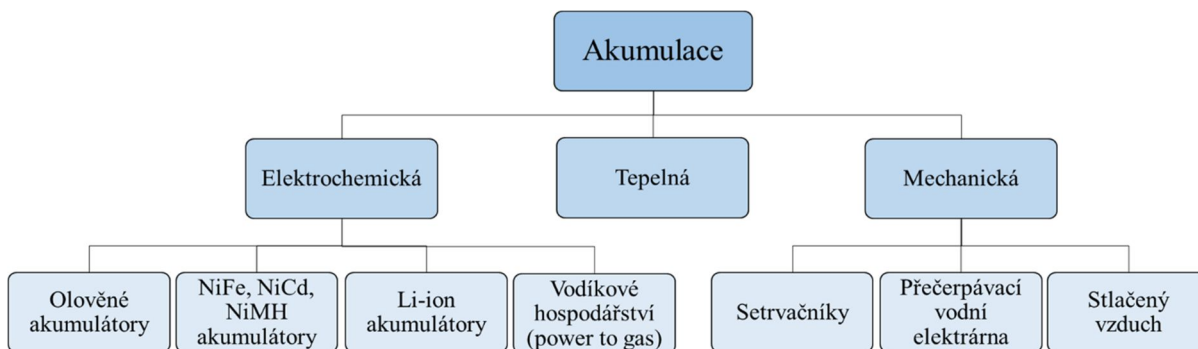 Akumulace
Elektrochemická
Tepelná
Mechanická
Olověné
akumulátory
NiFe, NiCd,
NiMH
akumulátory
Li-ion
akumulátory
Vodíkové
hospodářství
(power to gas)
Setrvačníky
Přečerpávací
vodní
elektrárna
Stlačený
vzduch